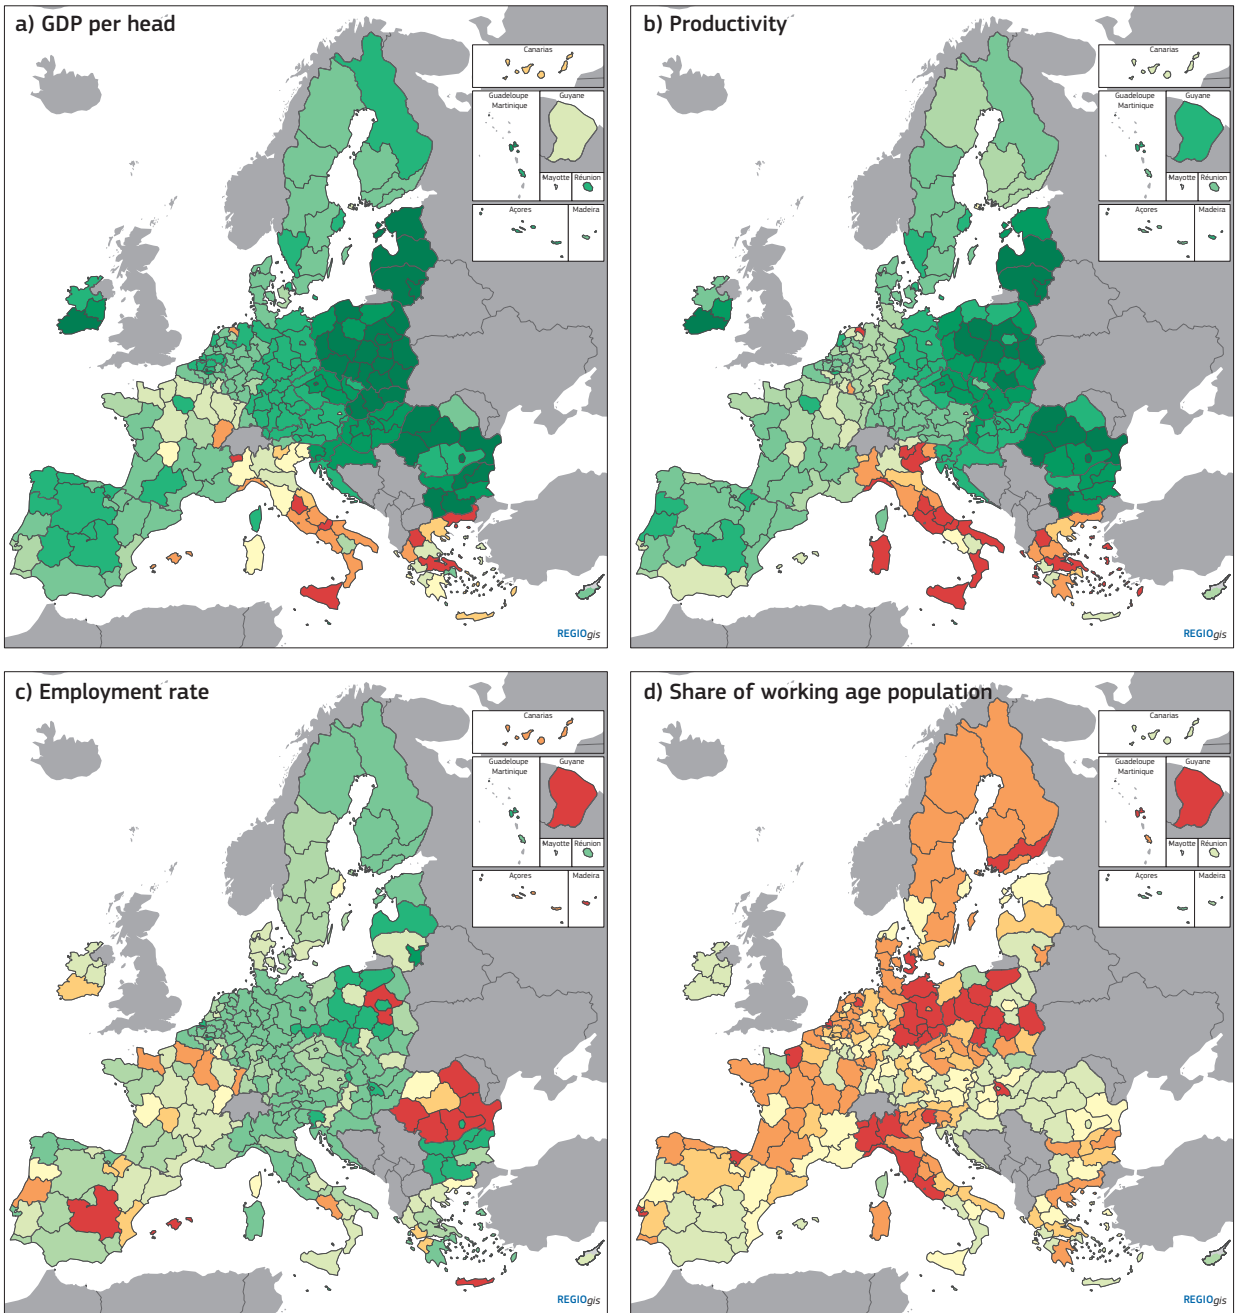 a) GDP per head
Canarias
Guadeloupe
Martinique
Guyane
Mayotte
Réunion
Açores
Madeira
REGIOgis
b) Productivity
Canarias
Guadeloupe
Martinique
Guyane
Mayotte
Réunion
Açores
Madeira
REGIOgis
c) Employment rate
Canarias
Guadeloupe
Martinique
Guyane
Mayotte
Réunion
Açores
Madeira
REGIOgis
d) Share of working age population
Canarias
Guadeloupe
Martinique
Guyane
Mayotte
Réunion
Açores
Madeira
REGIOgis